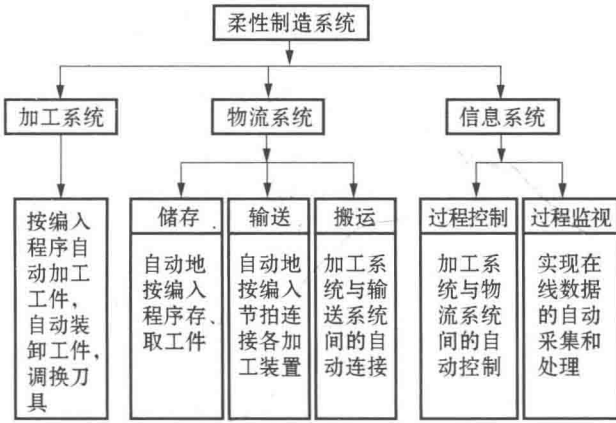 柔性制造系统
加工系统
物流系统
信息系统
按编入
程序自
动加工
工件，
自动装
卸工件，
调换刀
具
储存
自动地
按编入
程序存、
取工件
输送
自动地
按编入
节拍连
接各加
工装置
搬运
加工系
统与输
送系统
间的自
动连接
过程控制
加工系
统与物
流系统
间的自
动控制
过程监视
实现在
线数据
的自动
采集和
处理